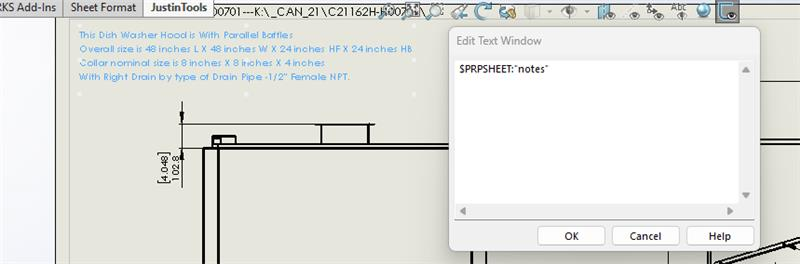 RKS Add-Ins
Sheet Format
JustinTools
00701---K:\_CAN_21\C21162H-H007
This Dish Washer Hood is With Parallel Baffles
Overall size is 48 inches L X 48 inches W X 24 inches HF X 24 inches HB
Collar nominal size is 8 inches X 8 inches X 4 inches
With Right Drain by type of Drain Pipe -1/2" Female NPT.
[4.048]
102.8
Edit Text Window
$PRPSHEET:"notes"
OK
Cancel
Help
Abc